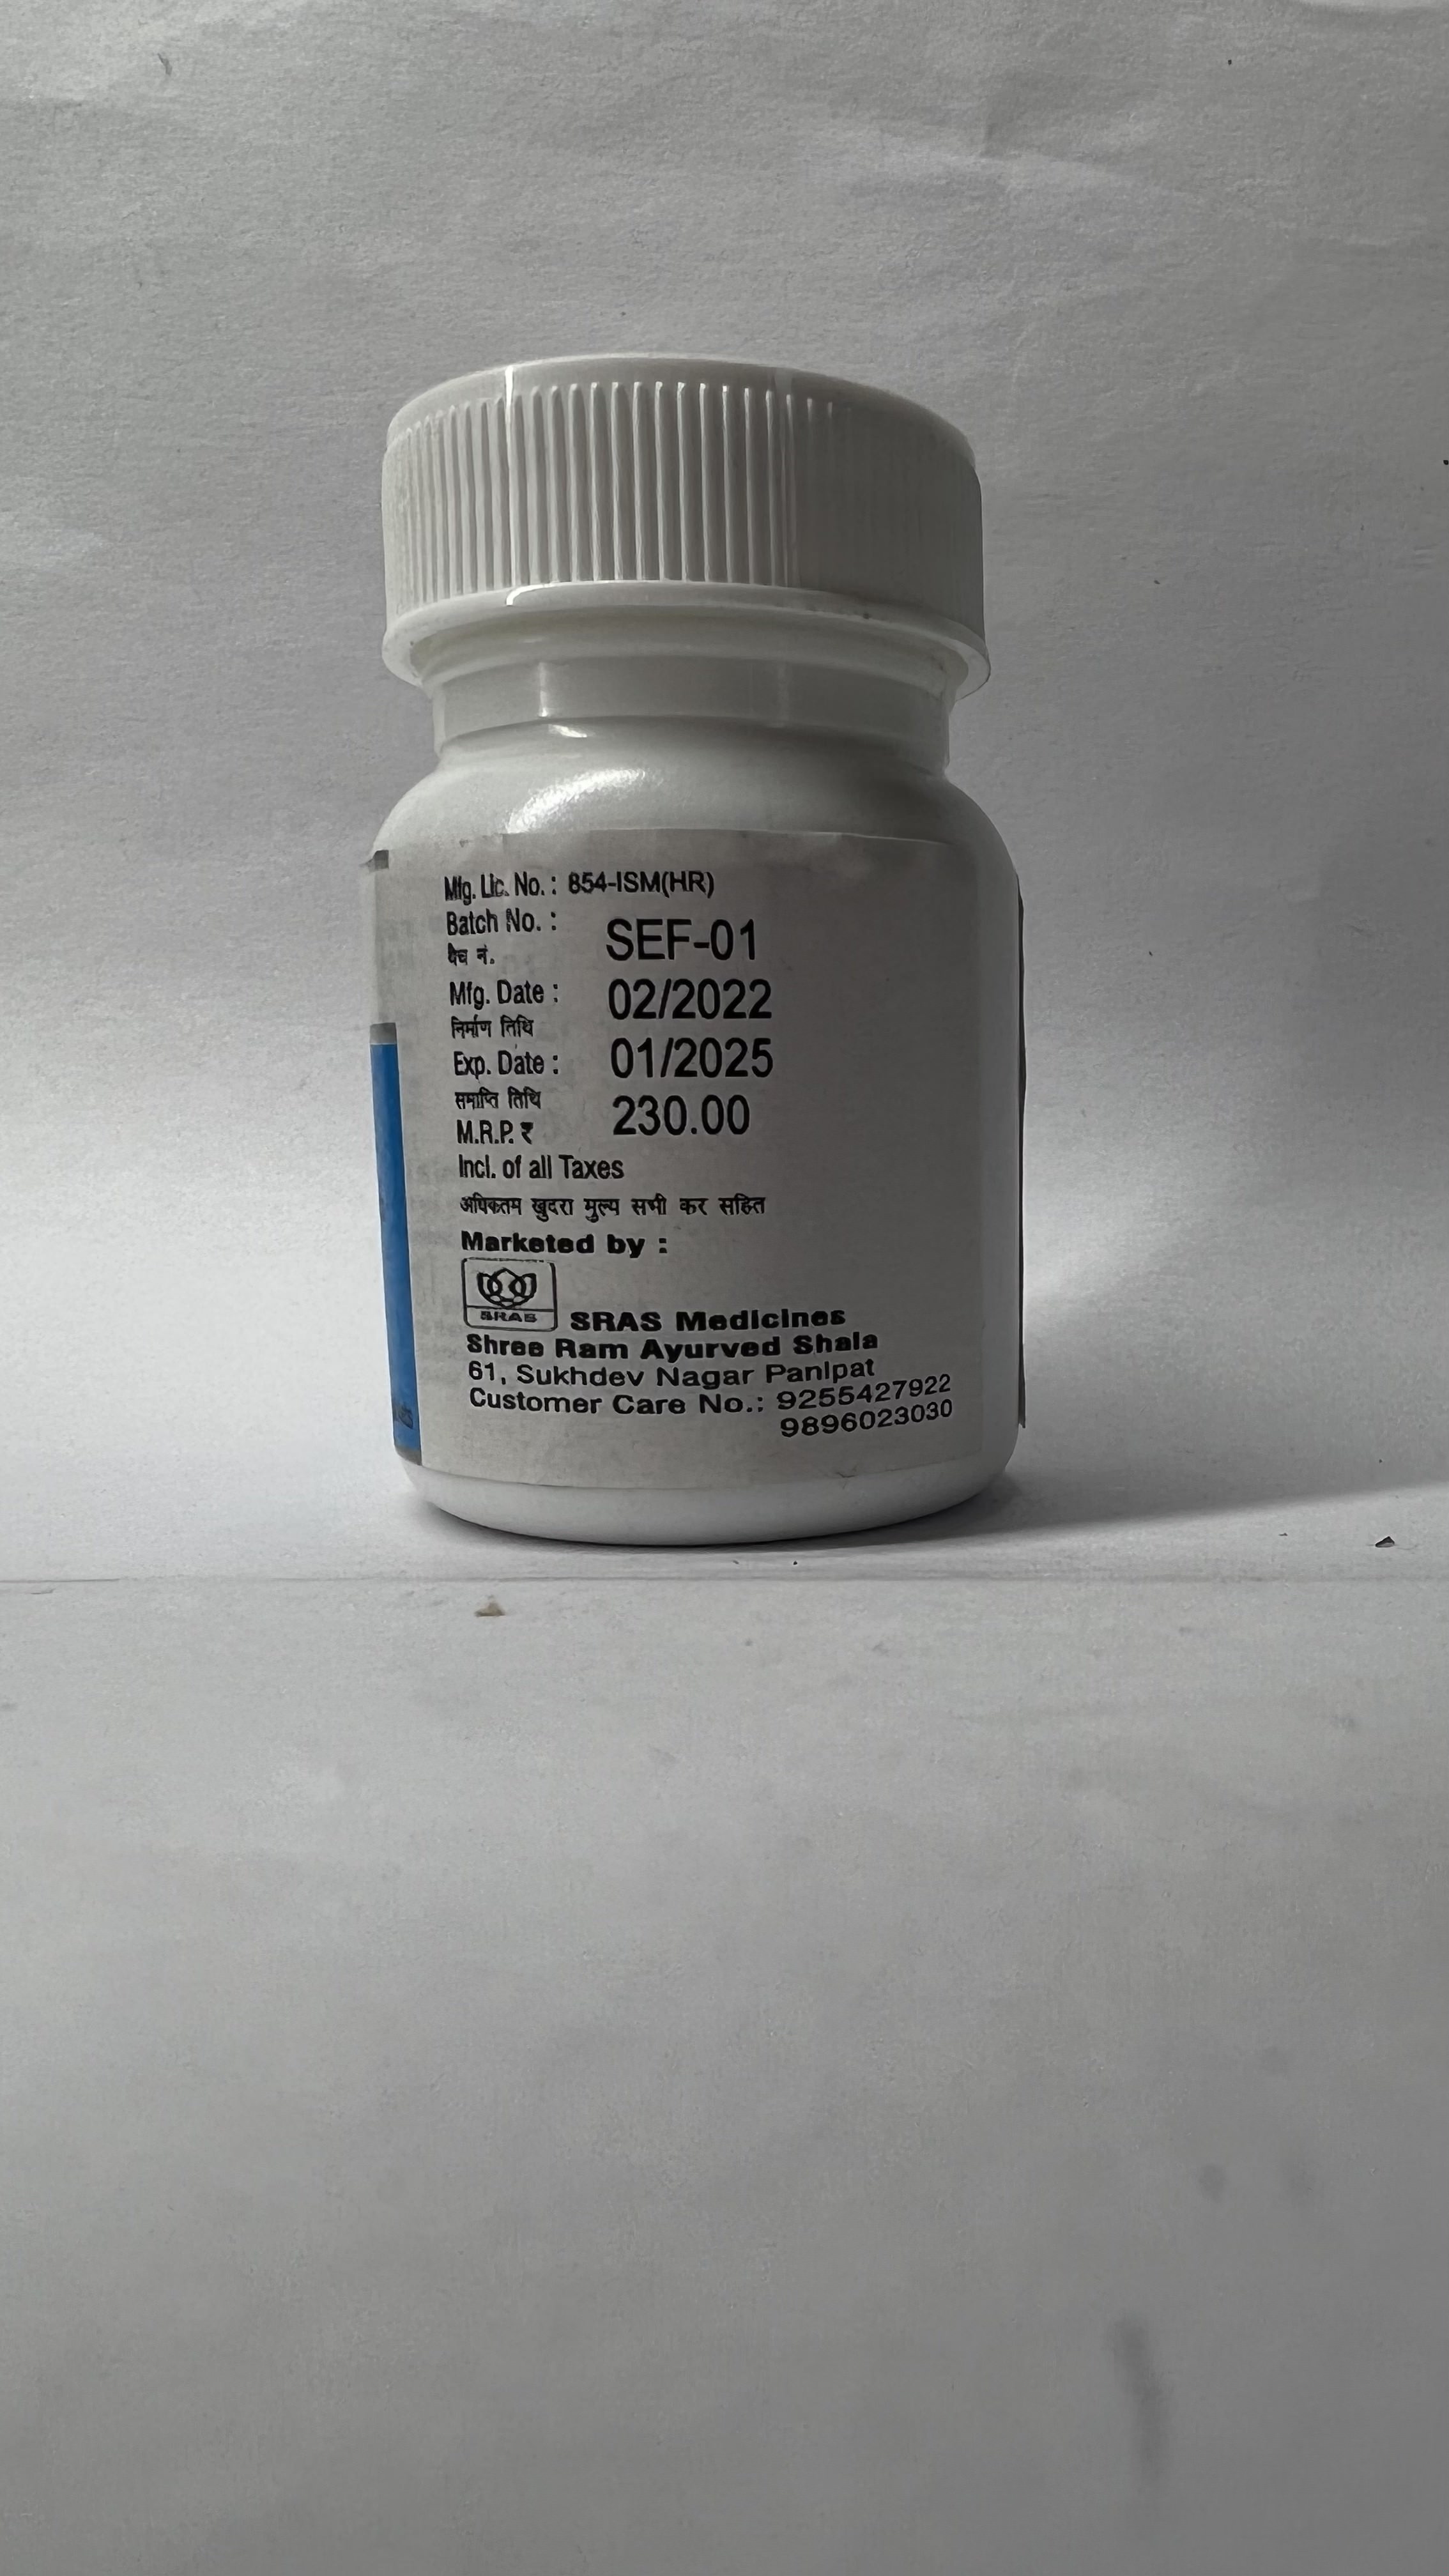 Mfg. Lic. No. : 854-ISM(HR)
Batch No. : SEF-01
बैच नं.
Mfg. Date : 02/2022
निर्माण तिथि
Exp. Date : 01/2025
समाप्ति तिथि
M.R.P. ₹ 230.00
Incl. of all Taxes
अधिकतम खुदरा मुल्य सभी कर सहित
Marketed by :
SRAS
SRAS Medicines
Shree Ram Ayurved Shala
61, Sukhdev Nagar Panipat
Customer Care No.: 9255427922
9896023030